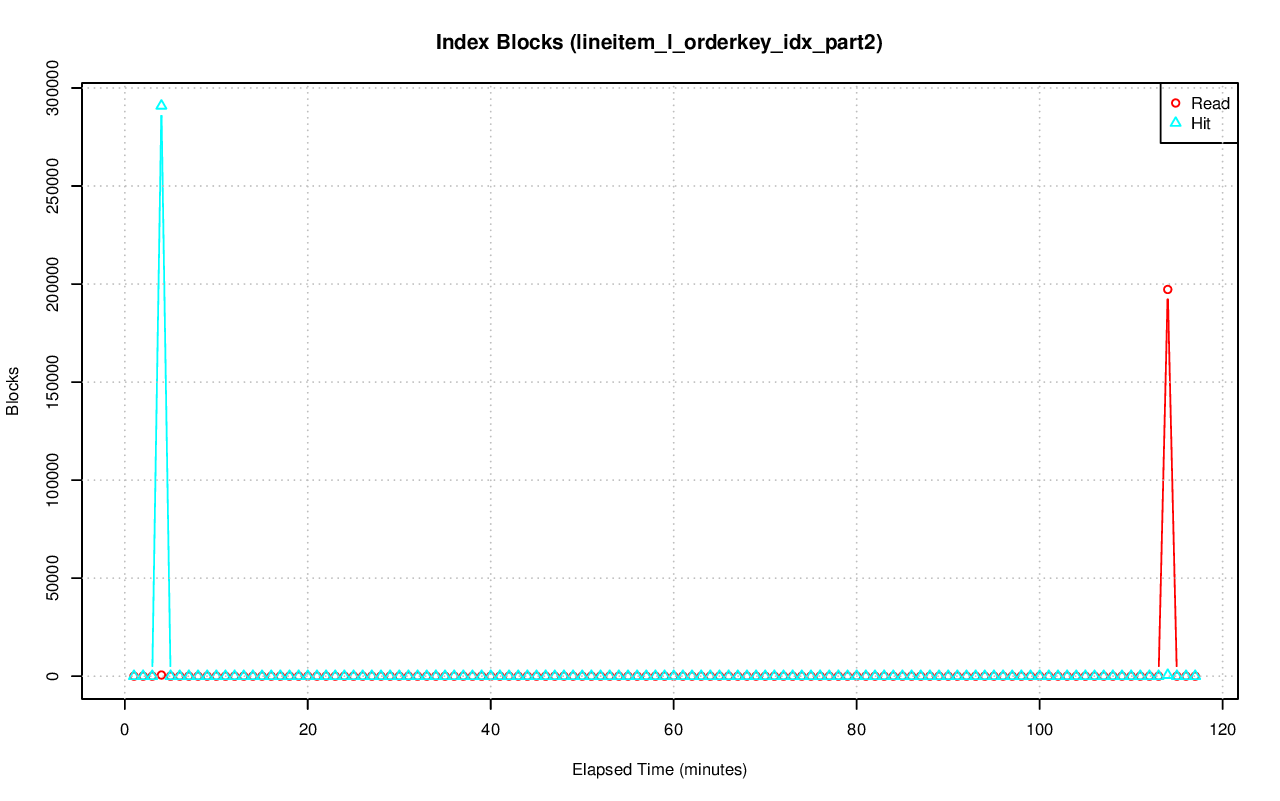 Index Blocks (lineitem_l_orderkey_idx_part2)
Read
Hit
300000
250000
200000
150000
100000
50000
0
Blocks
0 20 40 60 80 100 120
Elapsed Time (minutes)